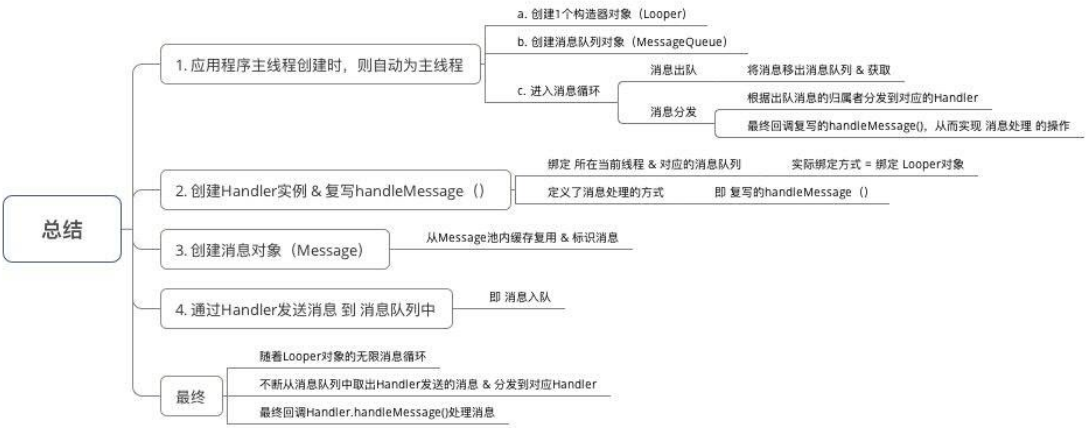 总结
1. 应用程序主线程创建时，则自动为主线程
a. 创建1个构造器对象（Looper）
b. 创建消息队列对象（MessageQueue）
c. 进入消息循环
消息出队
将消息移出消息队列 & 获取
消息分发
根据出队消息的归属者分发到对应的Handler
最终回调复写的handleMessage()，从而实现 消息处理 的操作
2. 创建Handler实例 & 复写handleMessage（）
绑定 所在当前线程 & 对应的消息队列
实际绑定方式 = 绑定 Looper对象
定义了消息处理的方式
即 复写的handleMessage（）
3. 创建消息对象（Message）
从Message池内缓存复用 & 标识消息
4. 通过Handler发送消息 到 消息队列中
即 消息入队
最终
随着Looper对象的无限消息循环
不断从消息队列中取出Handler发送的消息 & 分发到对应Handler
最终回调Handler.handleMessage()处理消息